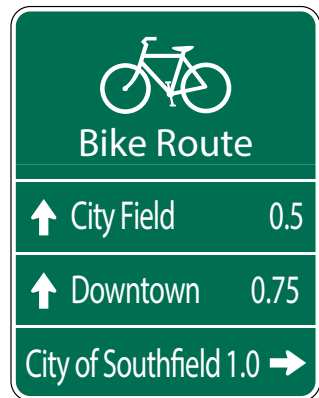 Bike Route
City Field 0.5
Downtown 0.75
City of Southfield 1.0